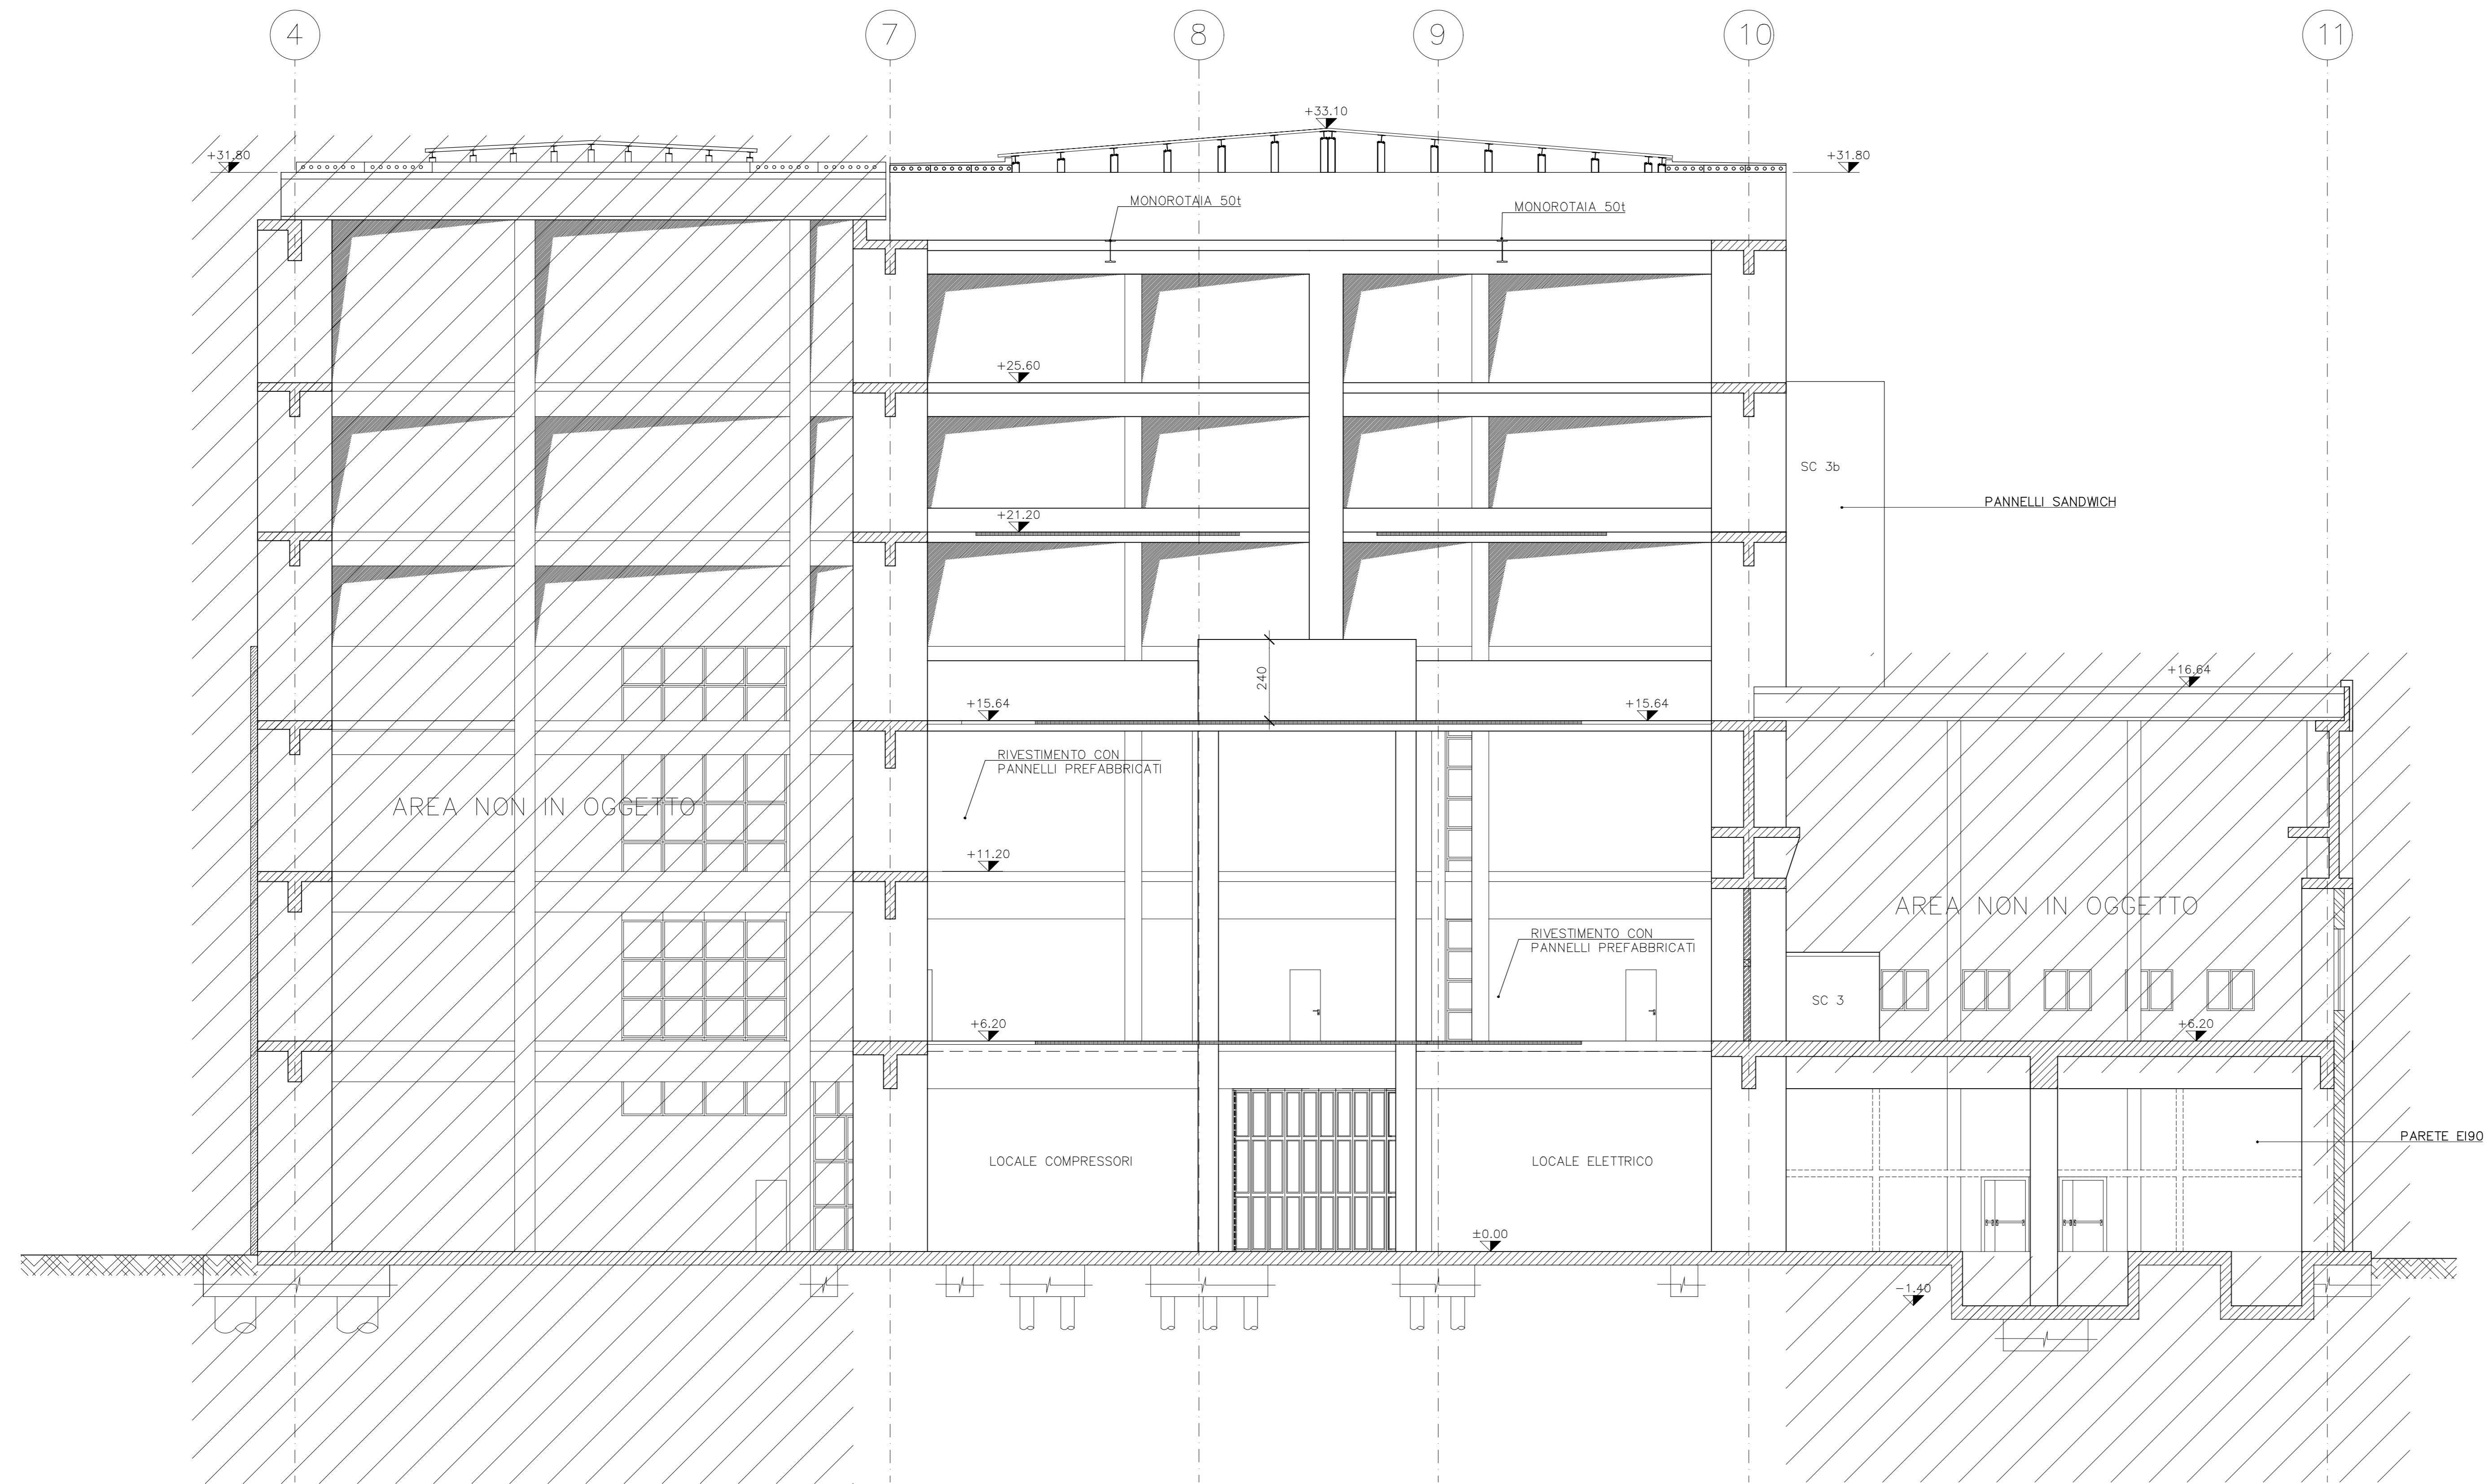 4
7
8
9
10
11
+33.10
+31.80
+31.80
MONOROTAIA 50t
MONOROTAIA 50t
+25.60
SC 3b
PANNELLI SANDWICH
+21.20
+16.64
240
+15.64
+15.64
RIVESTIMENTO CON
PANNELLI PREFABBRICATI
AREA NON IN OGGETTO
+11.20
AREA NON IN OGGETTO
RIVESTIMENTO CON
PANNELLI PREFABBRICATI
SC 3
+6.20
+6.20
PARETE EI90
LOCALE COMPRESSORI
LOCALE ELETTRICO
±0.00
-1.40